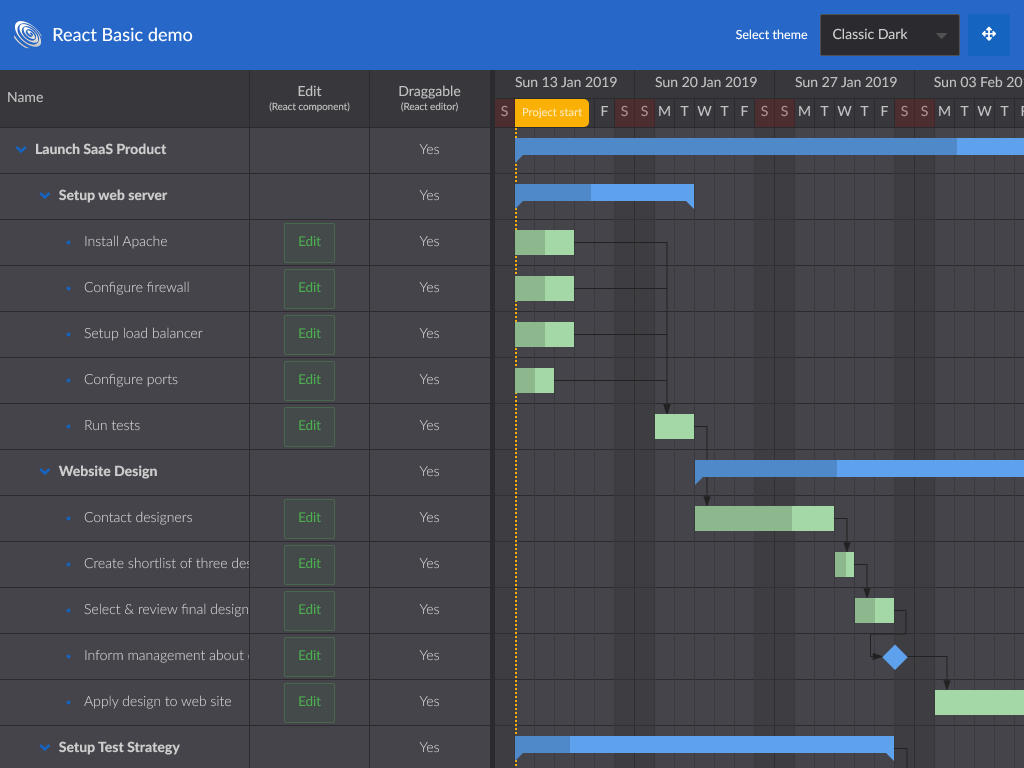 React Basic demo
Select theme
Classic Dark
Name
Edit
(React component)
Draggable
(React editor)
Sun 13 Jan 2019
Sun 20 Jan 2019
Sun 27 Jan 2019
Sun 03 Feb 20
S Project start F S S M T W T F S S M T W T F S S M T W T F
Launch SaaS Product Yes
Setup web server Yes
Install Apache Edit Yes
Configure firewall Edit Yes
Setup load balancer Edit Yes
Configure ports Edit Yes
Run tests Edit Yes
Website Design Yes
Contact designers Edit Yes
Create shortlist of three des Edit Yes
Select & review final design Edit Yes
Inform management about Edit Yes
Apply design to web site Edit Yes
Setup Test Strategy Yes